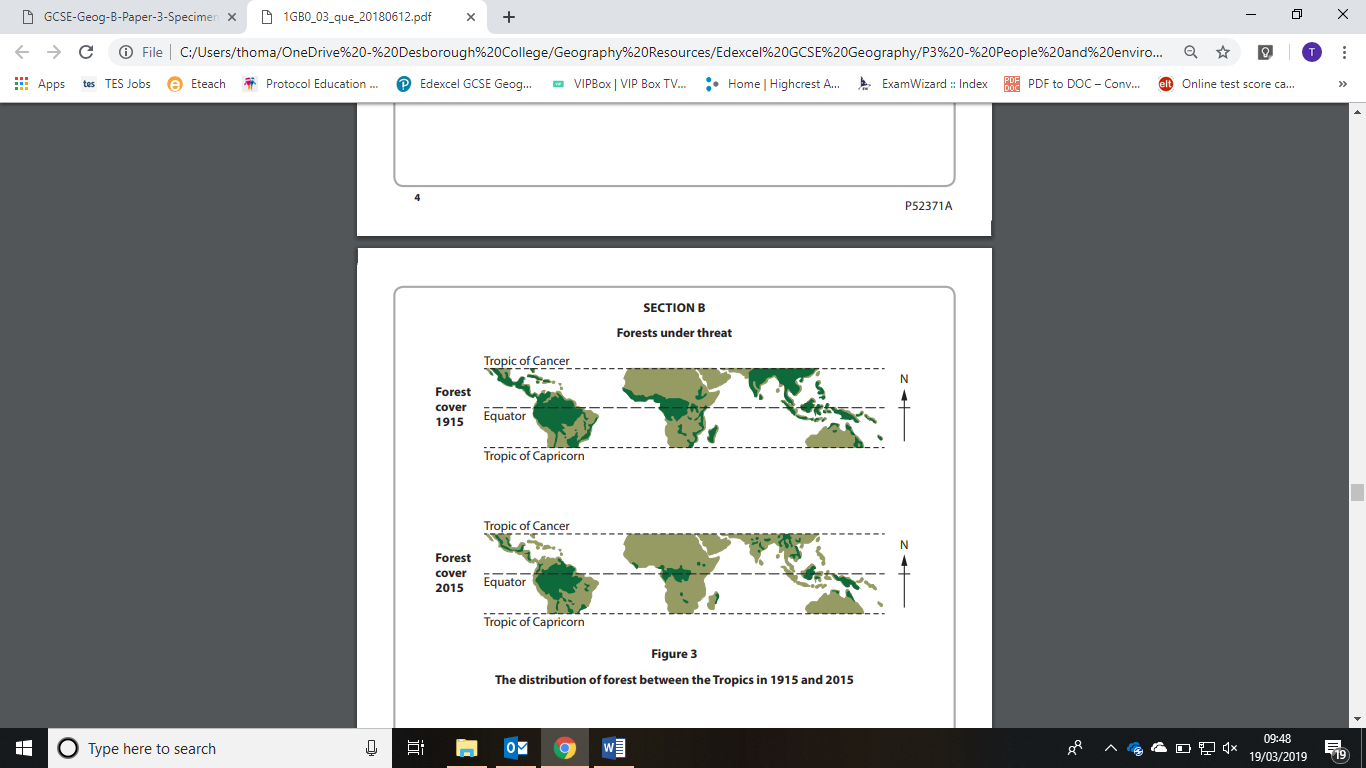 GCSE-Geog-B-Paper-3-Specimen
1GB0_03_que_20180612.pdf
File
C:/Users/thoma/OneDrive%20-%20Desborough%20College/Geography%20Resources/Edexcel%20GCSE%20Geography/P3%20-%20People%20and%20enviro...
T
Apps
tes TES Jobs
e Eteach
Protocol Education ...
Edexcel GCSE Geog...
VIPBox | VIP Box TV...
Home | Highcrest A...
ExamWizard :: Index
PDF DOC PDF to DOC – Conv...
elt Online test score ca...
»
4
P52371A
SECTION B
Forests under threat
Tropic of Cancer
Forest
cover
1915
Equator
N
Tropic of Capricorn
Tropic of Cancer
Forest
cover
2015
Equator
N
Tropic of Capricorn
Figure 3
The distribution of forest between the Tropics in 1915 and 2015
Type here to search
09:48
19/03/2019
19